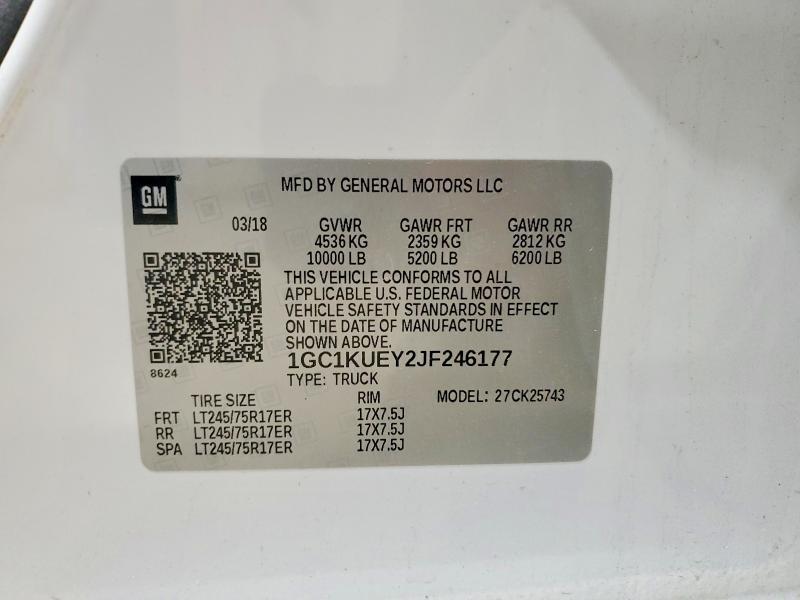 GM
MFD BY GENERAL MOTORS LLC
03/18 GVWR GAWR FRT GAWR RR
4536 KG 2359 KG 2812 KG
10000 LB 5200 LB 6200 LB
THIS VEHICLE CONFORMS TO ALL
APPLICABLE U.S. FEDERAL MOTOR
VEHICLE SAFETY STANDARDS IN EFFECT
ON THE DATE OF MANUFACTURE
SHOWN ABOVE.
1GC1KUEY2JF246177
8624
TYPE: TRUCK
TIRE SIZE RIM MODEL: 27CK25743
FRT LT245/75R17ER 17X7.5J
RR LT245/75R17ER 17X7.5J
SPA LT245/75R17ER 17X7.5J